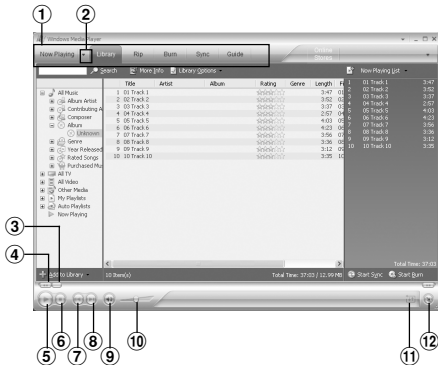 ① ②
Windows Media Player
Now Playing Library Rip Burn Sync Guide Online Stores
Search More Info Library Options Now Playing List
Title Artist Album Rating Genre Length
All Music
Album Artist
Contributing A
Composer
Album
Unknown
Genre
Year Released
Rated Songs
Purchased Mu
All TV
All Video
Other Media
My Playlists
Auto Playlists
Now Playing
1 01 Track 1 3:47
2 02 Track 2 3:52
3 03 Track 3 3:37
4 04 Track 4 2:57
5 05 Track 5 4:03
6 06 Track 6 4:23
7 07 Track 7 3:56
8 08 Track 8 3:36
9 09 Track 9 3:12
10 10 Track 10 3:35
1 01 Track 1 3:47
2 02 Track 2 3:52
3 03 Track 3 3:37
4 04 Track 4 2:57
5 05 Track 5 4:03
6 06 Track 6 4:23
7 07 Track 7 3:56
8 08 Track 8 3:36
9 09 Track 9 3:12
10 10 Track 10 3:35
Total Time: 37:03
Add to Library 10 Item(s) Total Time: 37:03 / 12.99 MB Start Sync Start Burn
③
④
⑤ ⑥ ⑦ ⑧ ⑨ ⑩ ⑪ ⑫